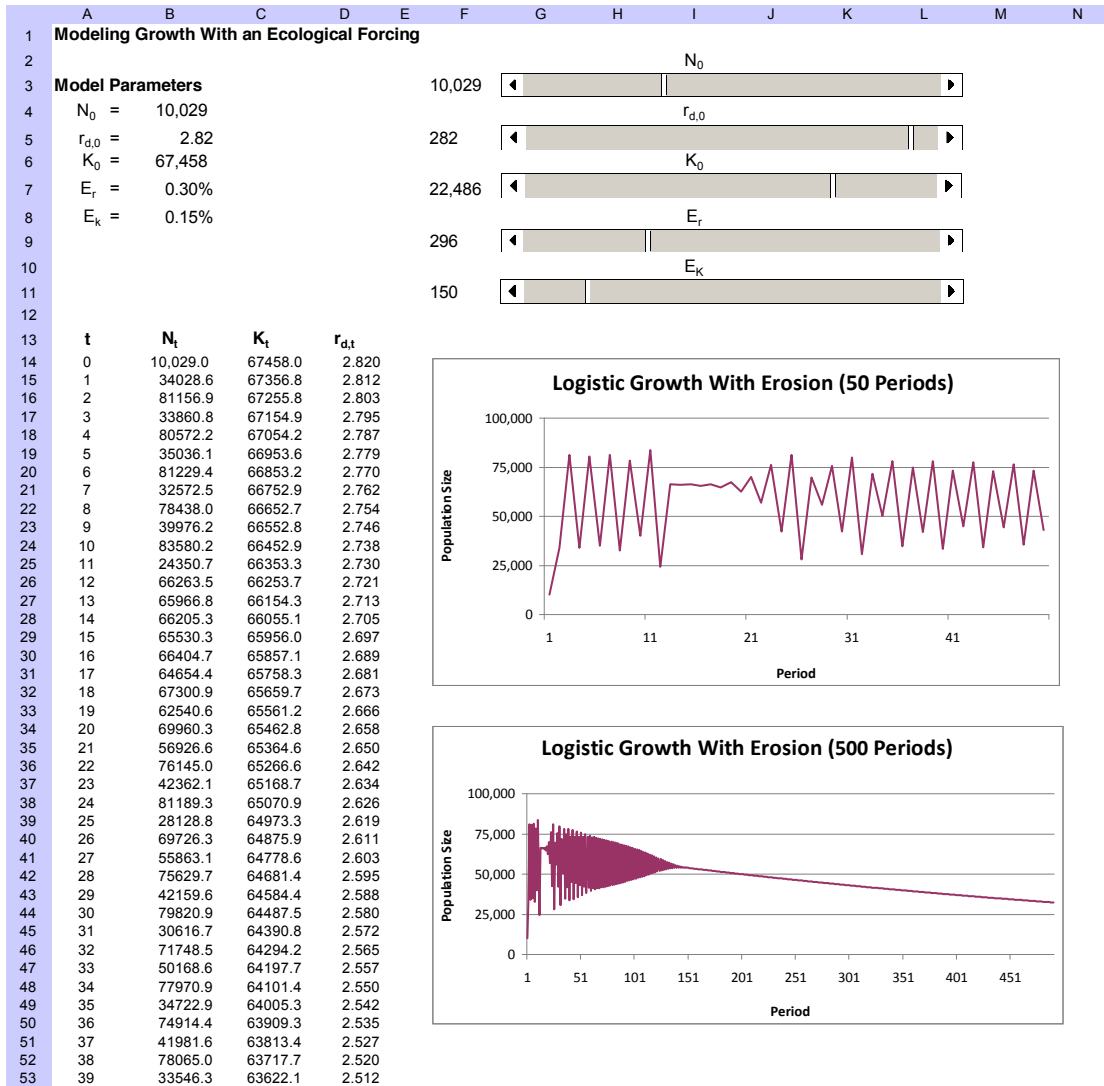 A B C D E F G H I J K L M N
1 Modeling Growth With an Ecological Forcing
2 N0
3 Model Parameters 10,029
4 N0 = 10,029 rd,0
5 rd,0 = 2.82 282
6 K0 = 67,458 K0
7 Er = 0.30% 22,486
8 Ek = 0.15% Er
9 296
10 EK
11 150
12
13 t Nt Kt rd,t
14 0 10,029.0 67458.0 2.820
15 1 34028.6 67356.8 2.812
16 2 81156.9 67255.8 2.803
17 3 33860.8 67154.9 2.795
18 4 80572.2 67054.2 2.787
19 5 35036.1 66953.6 2.779
20 6 81229.4 66853.2 2.770
21 7 32572.5 66752.9 2.762
22 8 78438.0 66652.7 2.754
23 9 39976.2 66552.8 2.746
24 10 83580.2 66452.9 2.738
25 11 24350.7 66353.3 2.730
26 12 66263.5 66253.7 2.721
27 13 65966.8 66154.3 2.713
28 14 66205.3 66055.1 2.705
29 15 65530.3 65956.0 2.697
30 16 66404.7 65857.1 2.689
31 17 64654.4 65758.3 2.681
32 18 67300.9 65659.7 2.673
33 19 62540.6 65561.2 2.666
34 20 69960.3 65462.8 2.658
35 21 56926.6 65364.6 2.650
36 22 76145.0 65266.6 2.642
37 23 42362.1 65168.7 2.634
38 24 81189.3 65070.9 2.626
39 25 28128.8 64973.3 2.619
40 26 69726.3 64875.9 2.611
41 27 55863.1 64778.6 2.603
42 28 75629.7 64681.4 2.595
43 29 42159.6 64584.4 2.588
44 30 79820.9 64487.5 2.580
45 31 30616.7 64390.8 2.572
46 32 71748.5 64294.2 2.565
47 33 50168.6 64197.7 2.557
48 34 77970.9 64101.4 2.550
49 35 34722.9 64005.3 2.542
50 36 74914.4 63909.3 2.535
51 37 41981.6 63813.4 2.527
52 38 78065.0 63717.7 2.520
53 39 33546.3 63622.1 2.512
Logistic Growth With Erosion (50 Periods)
100,000
75,000
50,000
25,000
0
Population Size
1 11 21 31 41
Period
Logistic Growth With Erosion (500 Periods)
100,000
75,000
50,000
25,000
0
Population Size
1 51 101 151 201 251 301 351 401 451
Period